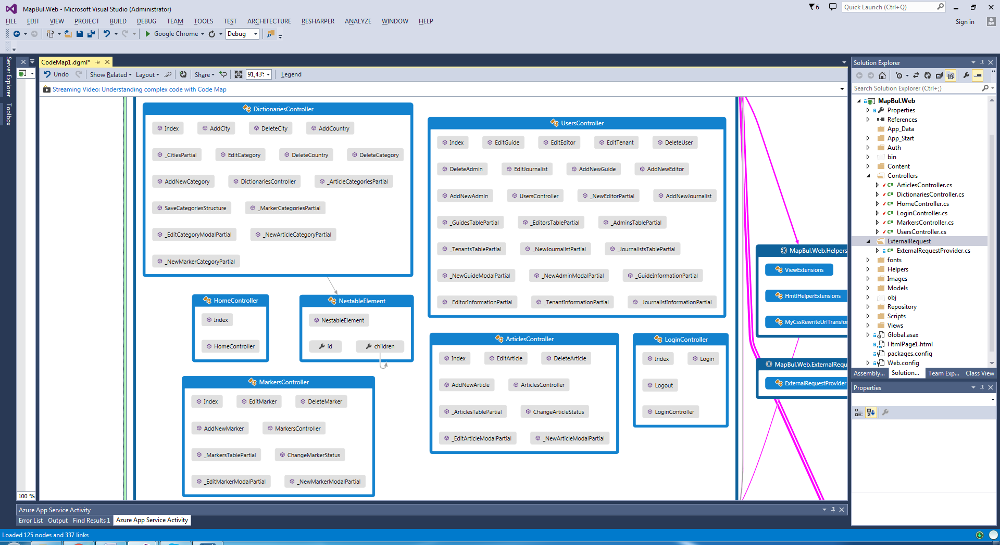 MapBul.Web - Microsoft Visual Studio (Administrator)
6
Quick Launch (Ctrl+Q)
FILE EDIT VIEW PROJECT BUILD DEBUG TEAM TOOLS TEST ARCHITECTURE RESHARPER ANALYZE WINDOW HELP
Sign in
Google Chrome
Debug
Server Explorer
Toolbox
100 %
CodeMap1.dgml*
Undo Show Related Layout Share 91,43% Legend
Streaming Video: Understanding complex code with Code Map
DictionariesController
Index AddCity DeleteCity AddCountry
_CitiesPartial EditCategory DeleteCountry DeleteCategory
AddNewCategory DictionariesController _ArticleCategoriesPartial
SaveCategoriesStructure _MarkerCategoriesPartial
_EditCategoryModalPartial _NewArticleCategoryPartial
_NewMarkerCategoryPartial
UsersController
Index EditGuide EditEditor EditTenant DeleteUser
DeleteAdmin EditJournalist AddNewGuide AddNewEditor
AddNewAdmin UsersController _NewEditorPartial AddNewJournalist
_GuidesTablePartial _EditorsTablePartial _AdminsTablePartial
_TenantsTablePartial _NewJournalistPartial _JournalistsTablePartial
_NewGuideModalPartial _NewAdminModalPartial _GuideInformationPartial
_EditorInformationPartial _TenantInformationPartial _JournalistInformationPartial
HomeController
Index
HomeController
NestableElement
NestableElement
id children
MarkersController
Index EditMarker DeleteMarker
AddNewMarker MarkersController
_MarkersTablePartial ChangeMarkerStatus
_EditMarkerModalPartial _NewMarkerModalPartial
ArticlesController
Index EditArticle DeleteArticle
AddNewArticle ArticlesController
_ArticlesTablePartial ChangeArticleStatus
_EditArticleModalPartial _NewArticleModalPartial
LoginController
Index Login
Logout
LoginController
MapBul.Web.Helpers
ViewExtensions
HmtlHelperExtensions
MyCssRewriteUrlTransfor
MapBul.Web.ExternalRequ
ExternalRequestProvider
Solution Explorer
Search Solution Explorer (Ctrl+;)
MapBul.Web
Properties
References
App_Data
App_Start
Auth
bin
Content
Controllers
C# ArticlesController.cs
C# DictionariesController.cs
C# HomeController.cs
C# LoginController.cs
C# MarkersController.cs
C# UsersController.cs
ExternalRequest
C# ExternalRequestProvider.cs
fonts
Helpers
Images
Models
obj
Repository
Scripts
Views
Global.asax
HtmlPage1.html
packages.config
Web.config
Assembly... Solution... Team Exp... Class View
Properties
Azure App Service Activity
Error List Output Find Results 1 Azure App Service Activity
Loaded 125 nodes and 337 links